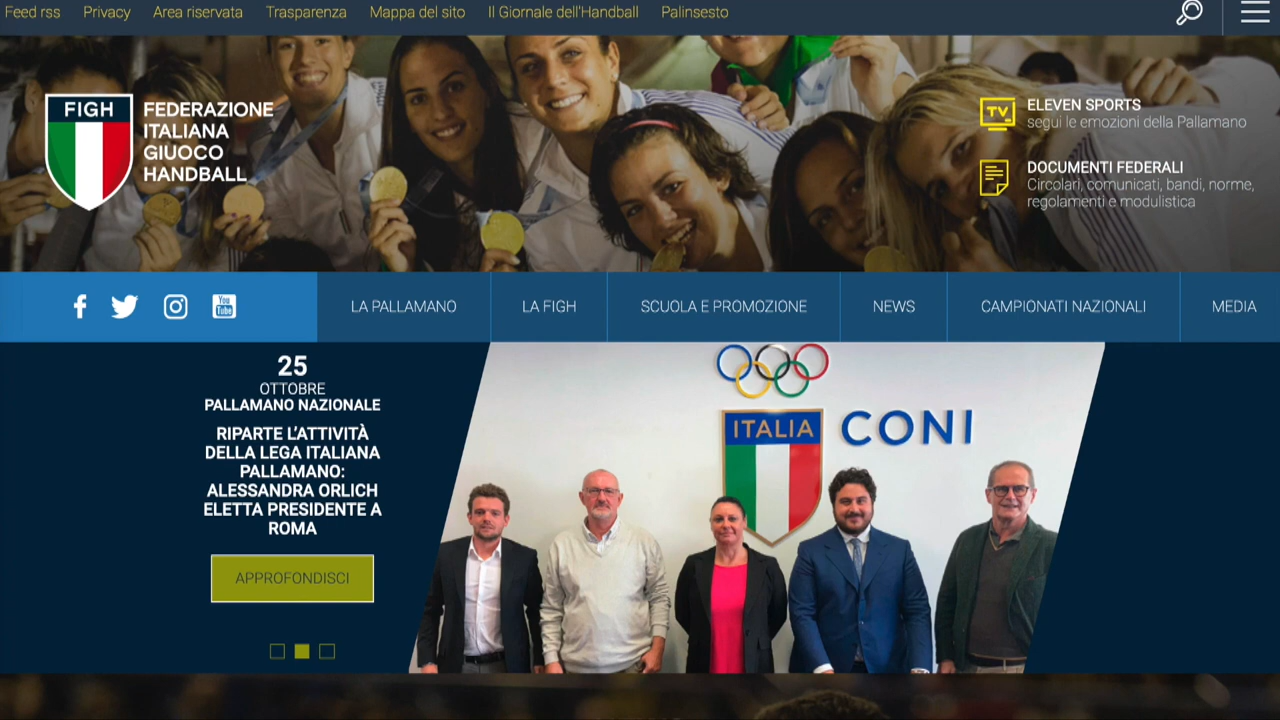 Feed rss Privacy Area riservata Trasparenza Mappa del sito Il Giornale dell'Handball Palinsesto
FIGH
FEDERAZIONE
ITALIANA
GIUOCO
HANDBALL
TV
ELEVEN SPORTS
segui le emozioni della Pallamano
DOCUMENTI FEDERALI
Circolari, comunicati, bandi, norme,
regolamenti e modulistica
You
Tube
LA PALLAMANO LA FIGH SCUOLA E PROMOZIONE NEWS CAMPIONATI NAZIONALI MEDIA
25
OTTOBRE
PALLAMANO NAZIONALE
RIPARTE L'ATTIVITÀ
DELLA LEGA ITALIANA
PALLAMANO:
ALESSANDRA ORLICH
ELETTA PRESIDENTE A
ROMA
APPROFONDISCI
ITALIA
CONI